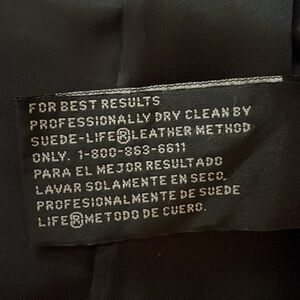 FOR BEST RESULTS
PROFESSIONALLY DRY CLEAN BY
SUEDE-LIFE®LEATHER METHOD
ONLY. 1-800-863-6611
PARA EL MEJOR RESULTADO
LAVAR SOLAMENTE EN SECO,
PROFESIONALMENTE DE SUEDE
LIFE®METODO DE CUERO.